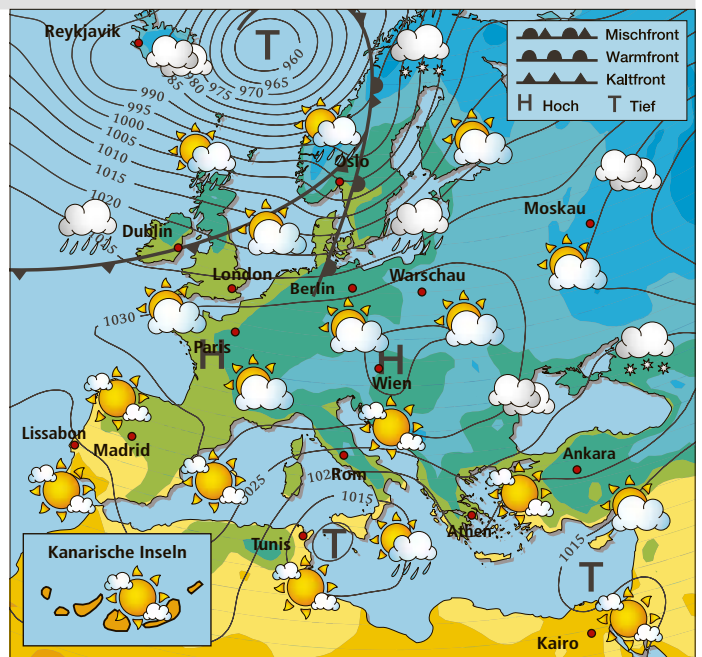 Reykjavik
T
960
965
970
975
80
85
990
995
1000
1005
1010
1015
1020
Mischfront
Warmfront
Kaltfront
H Hoch T Tief
Oslo
Moskau
Dublin
London
Berlin
Warschau
1030
Paris
H
H
Wien
Lissabon
Madrid
1025
Rom
1015
Ankara
Athen
Tunis
T
1015
T
Kanarische Inseln
Kairo